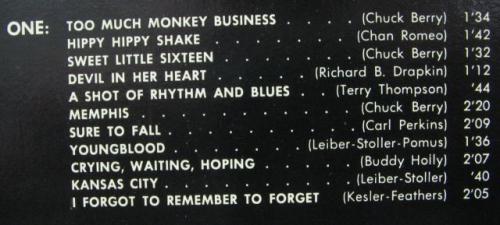 ONE: TOO MUCH MONKEY BUSINESS . . . . (Chuck Berry) 1'34
HIPPY HIPPY SHAKE . . . . . . . (Chan Romeo) 1'42
SWEET LITTLE SIXTEEN . . . . . . (Chuck Berry) 1'32
DEVIL IN HER HEART . . . . . (Richard B. Drapkin) 1'12
A SHOT OF RHYTHM AND BLUES . . (Terry Thompson) '44
MEMPHIS . . . . . . . . . . (Chuck Berry) 2'20
SURE TO FALL . . . . . . . . . (Carl Perkins) 2'09
YOUNGBLOOD . . . . . . (Leiber-Stoller-Pomus) 1'36
CRYING, WAITING, HOPING . . . . . (Buddy Holly) 2'07
KANSAS CITY . . . . . . . . . (Leiber-Stoller) '40
I FORGOT TO REMEMBER TO FORGET (Kesler-Feathers) 2'05